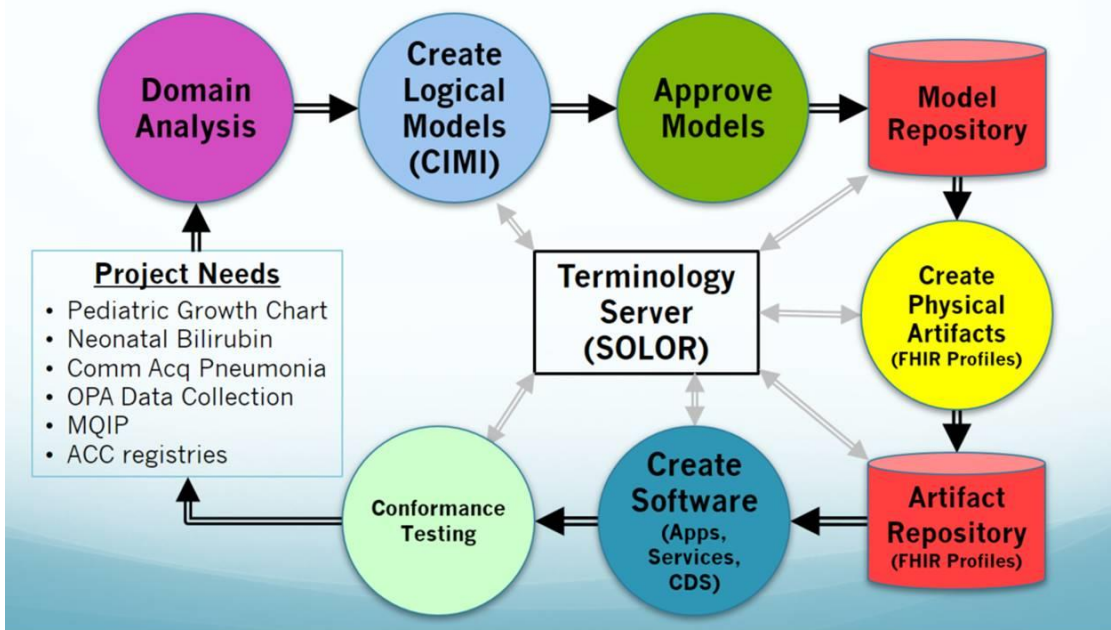 Domain
Analysis
Create
Logical
Models
(CIMI)
Approve
Models
Model
Repository
Project Needs
• Pediatric Growth Chart
• Neonatal Bilirubin
• Comm Acq Pneumonia
• OPA Data Collection
• MQIP
• ACC registries
Terminology
Server
(SOLOR)
Create
Physical
Artifacts
(FHIR Profiles)
Conformance
Testing
Create
Software
(Apps,
Services,
CDS)
Artifact
Repository
(FHIR Profiles)